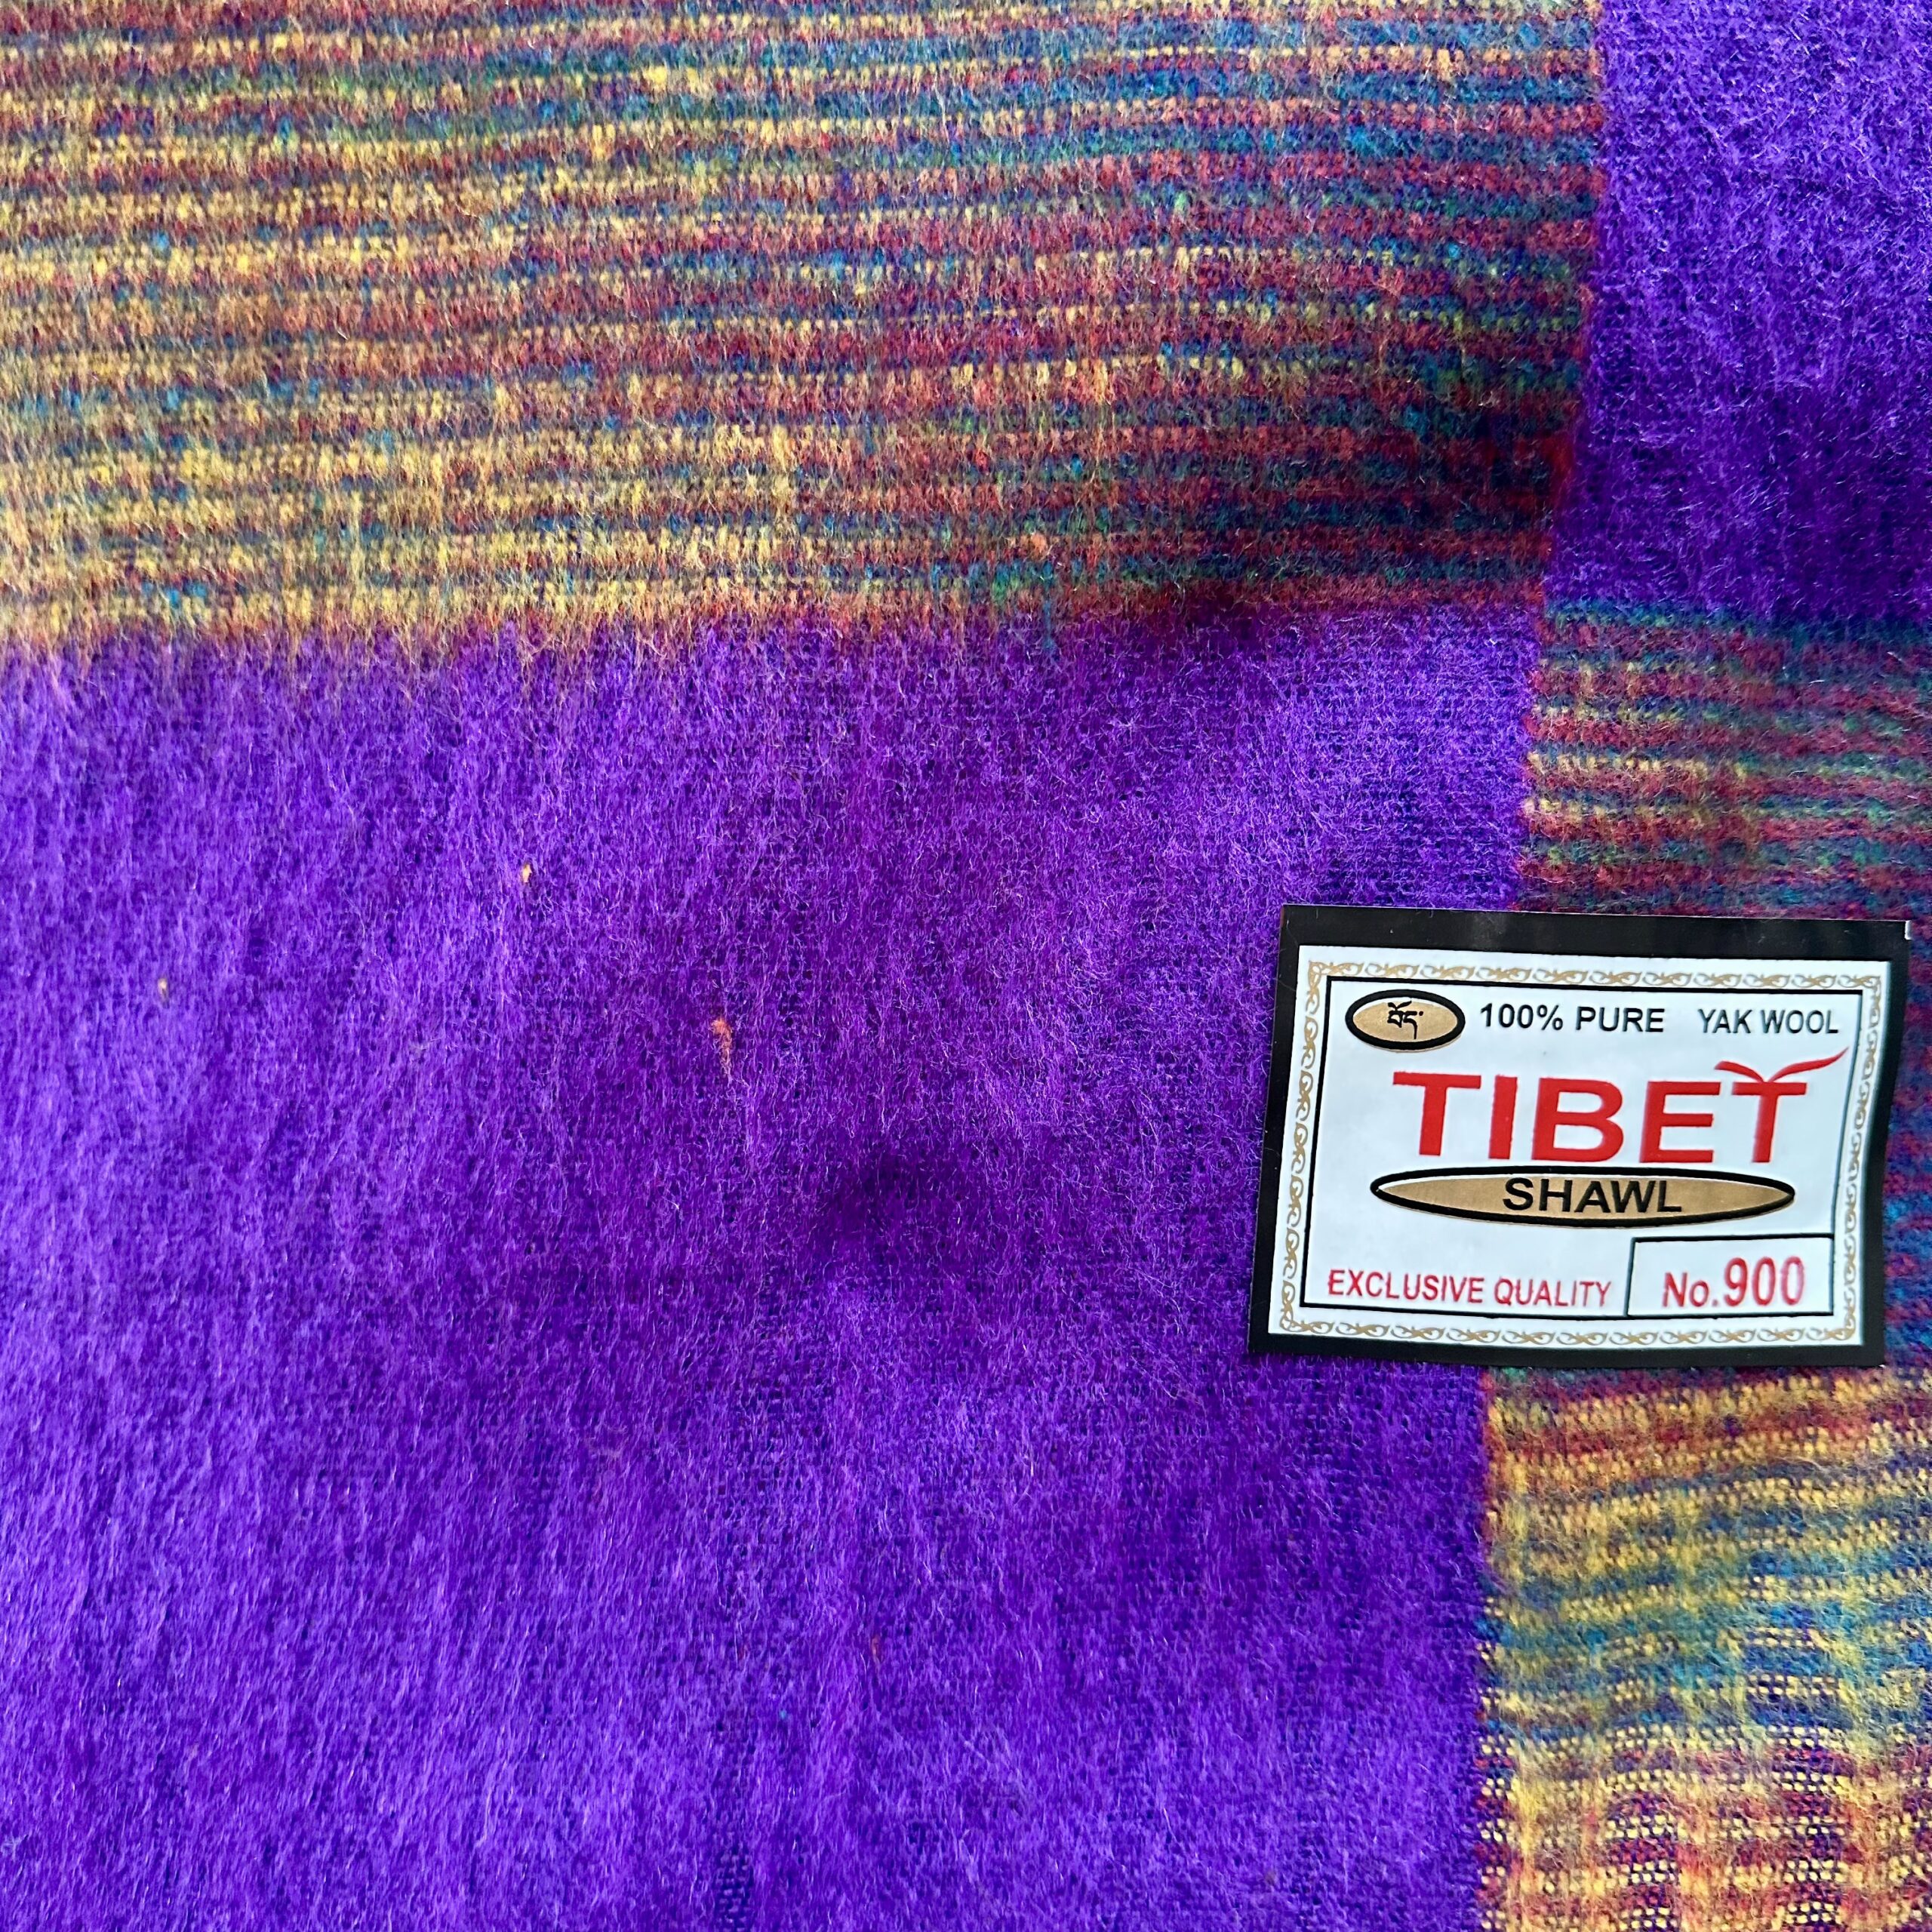 བོད་
100% PURE YAK WOOL
TIBET
SHAWL
EXCLUSIVE QUALITY
No.900